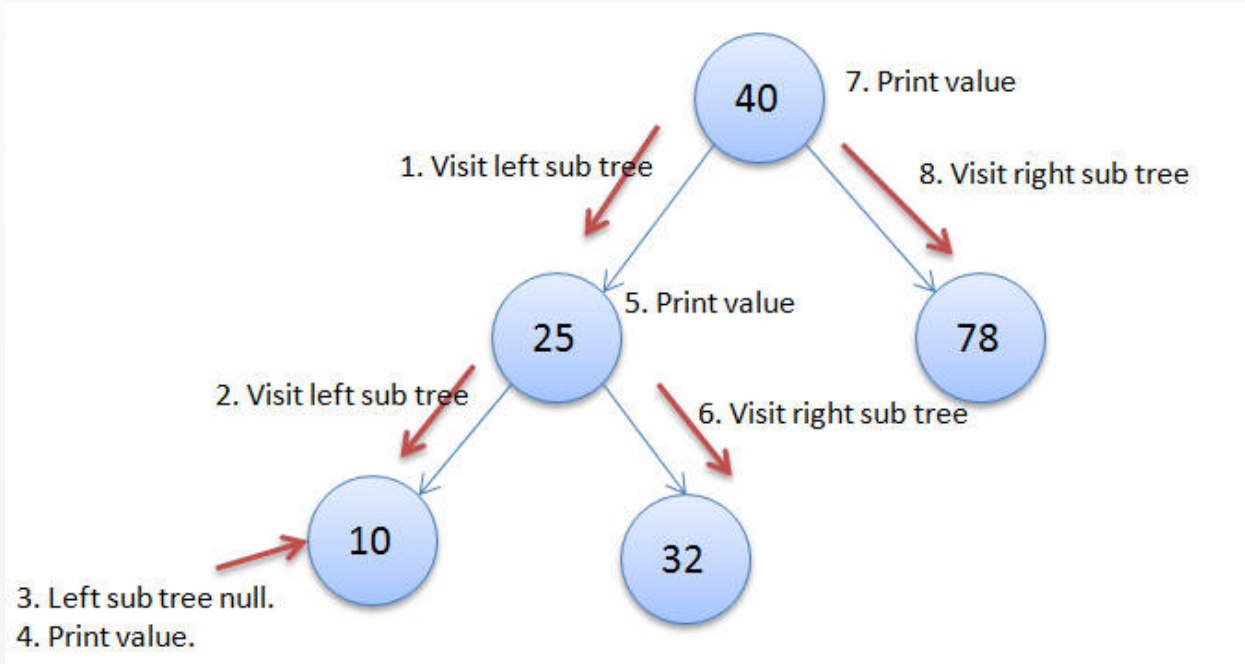 40
7. Print value
1. Visit left sub tree
8. Visit right sub tree
5. Print value
25
78
2. Visit left sub tree
6. Visit right sub tree
10
32
3. Left sub tree null.
4. Print value.